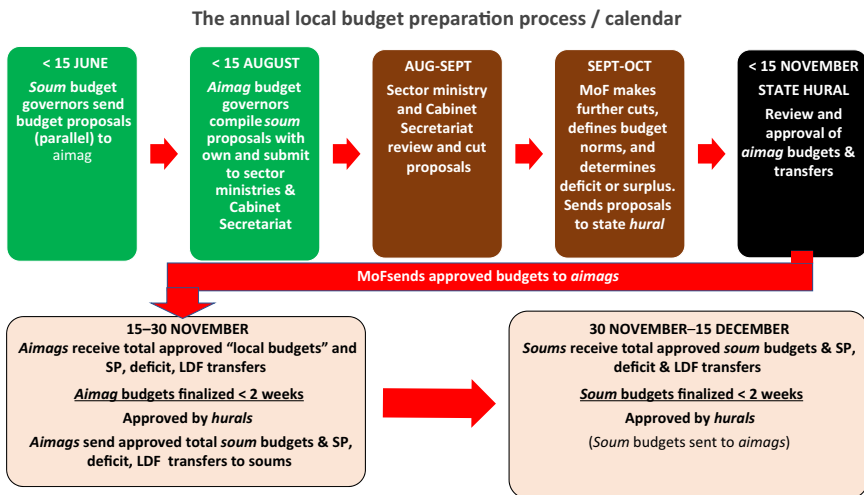 The annual local budget preparation process / calendar
< 15 JUNE
Soum budget
governors send
budget proposals
(parallel) to
aimag
< 15 AUGUST
Aimag budget
governors
compile soum
proposals with
own and submit
to sector
ministries &
Cabinet
Secretariat
AUG-SEPT
Sector ministry
and Cabinet
Secretariat
review and cut
proposals
SEPT-OCT
MoF makes
further cuts,
defines budget
norms, and
determines
deficit or surplus.
Sends proposals
to state hural
< 15 NOVEMBER
STATE HURAL
Review and
approval of
aimag budgets &
transfers
MoFsends approved budgets to aimags
15–30 NOVEMBER
Aimags receive total approved “local budgets” and
SP, deficit, LDF transfers
Aimag budgets finalized < 2 weeks
Approved by hurals
Aimags send approved total soum budgets & SP,
deficit, LDF transfers to soums
30 NOVEMBER–15 DECEMBER
Soums receive total approved soum budgets & SP,
deficit & LDF transfers
Soum budgets finalized < 2 weeks
Approved by hurals
(Soum budgets sent to aimags)